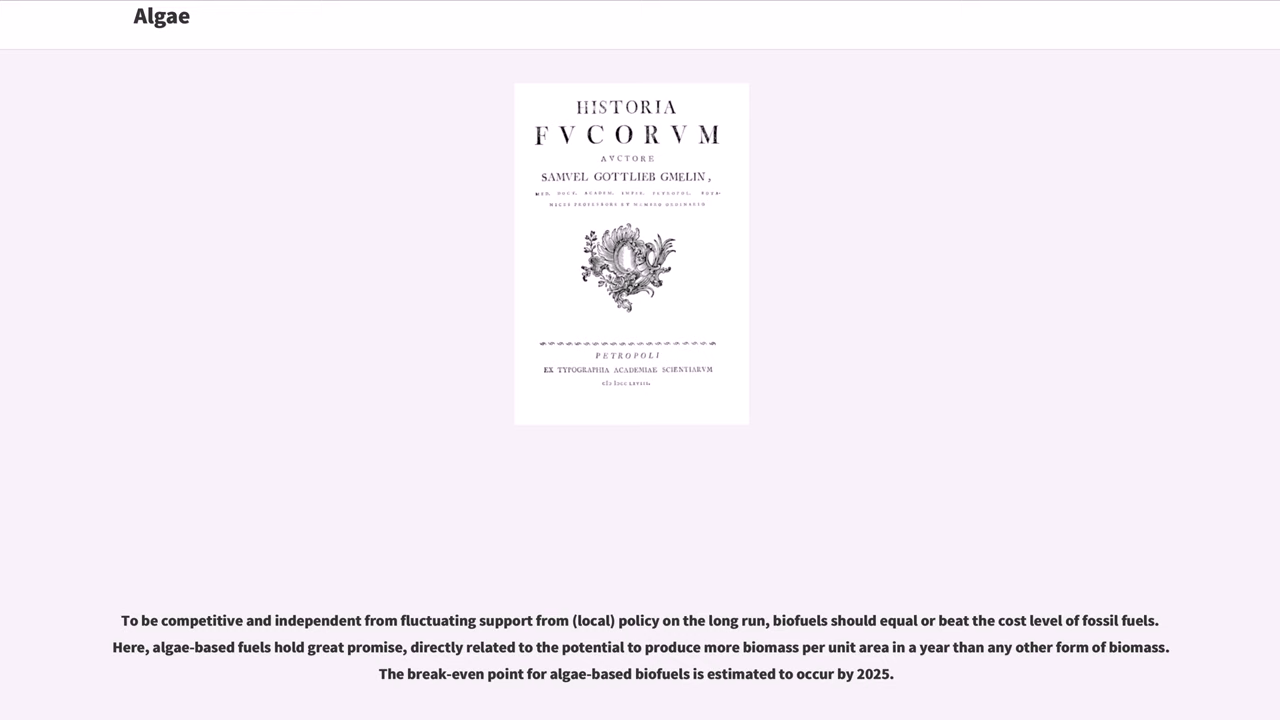 Algae
HISTORIA
FVCORVM
AVCTORE
SAMVEL GOTTLIEB GMELIN,
MED. DOCT. ACADEM.
PETROPOLI
EX TYPOGRAPHIA ACADEMIAE SCIENTIARVM
To be competitive and independent from fluctuating support from (local) policy on the long run, biofuels should equal or beat the cost level of fossil fuels.
Here, algae-based fuels hold great promise, directly related to the potential to produce more biomass per unit area in a year than any other form of biomass.
The break-even point for algae-based biofuels is estimated to occur by 2025.